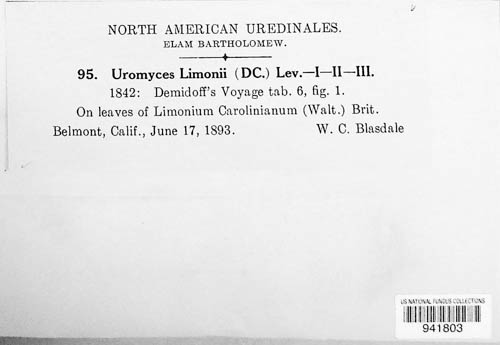 NORTH AMERICAN UREDINALES.
ELAM BARTHOLOMEW.
95. Uromyces Limonii (DC.) Lev.—I—II—III.
1842: Demidoff's Voyage tab. 6, fig. 1.
On leaves of Limonium Carolinianum (Walt.) Brit.
Belmont, Calif., June 17, 1893. W. C. Blasdale
US NATIONAL FUNGUS COLLECTIONS
941803